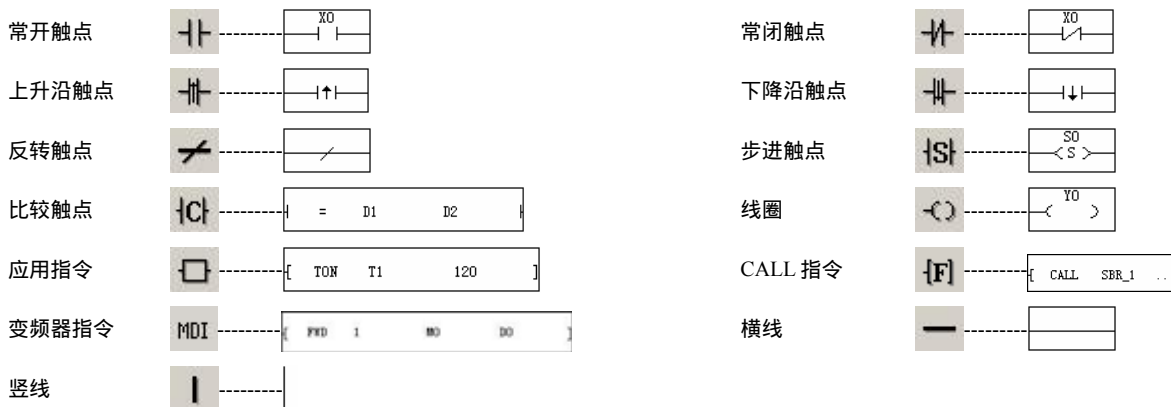 常开触点 X0
常闭触点 X0
上升沿触点
下降沿触点
反转触点
步进触点 S S0 S
比较触点 C = D1 D2
线圈 Y0
应用指令 TON T1 120
CALL 指令 F CALL SBR_1 ..
变频器指令 MDI FWD 1 M0 D0
横线
竖线